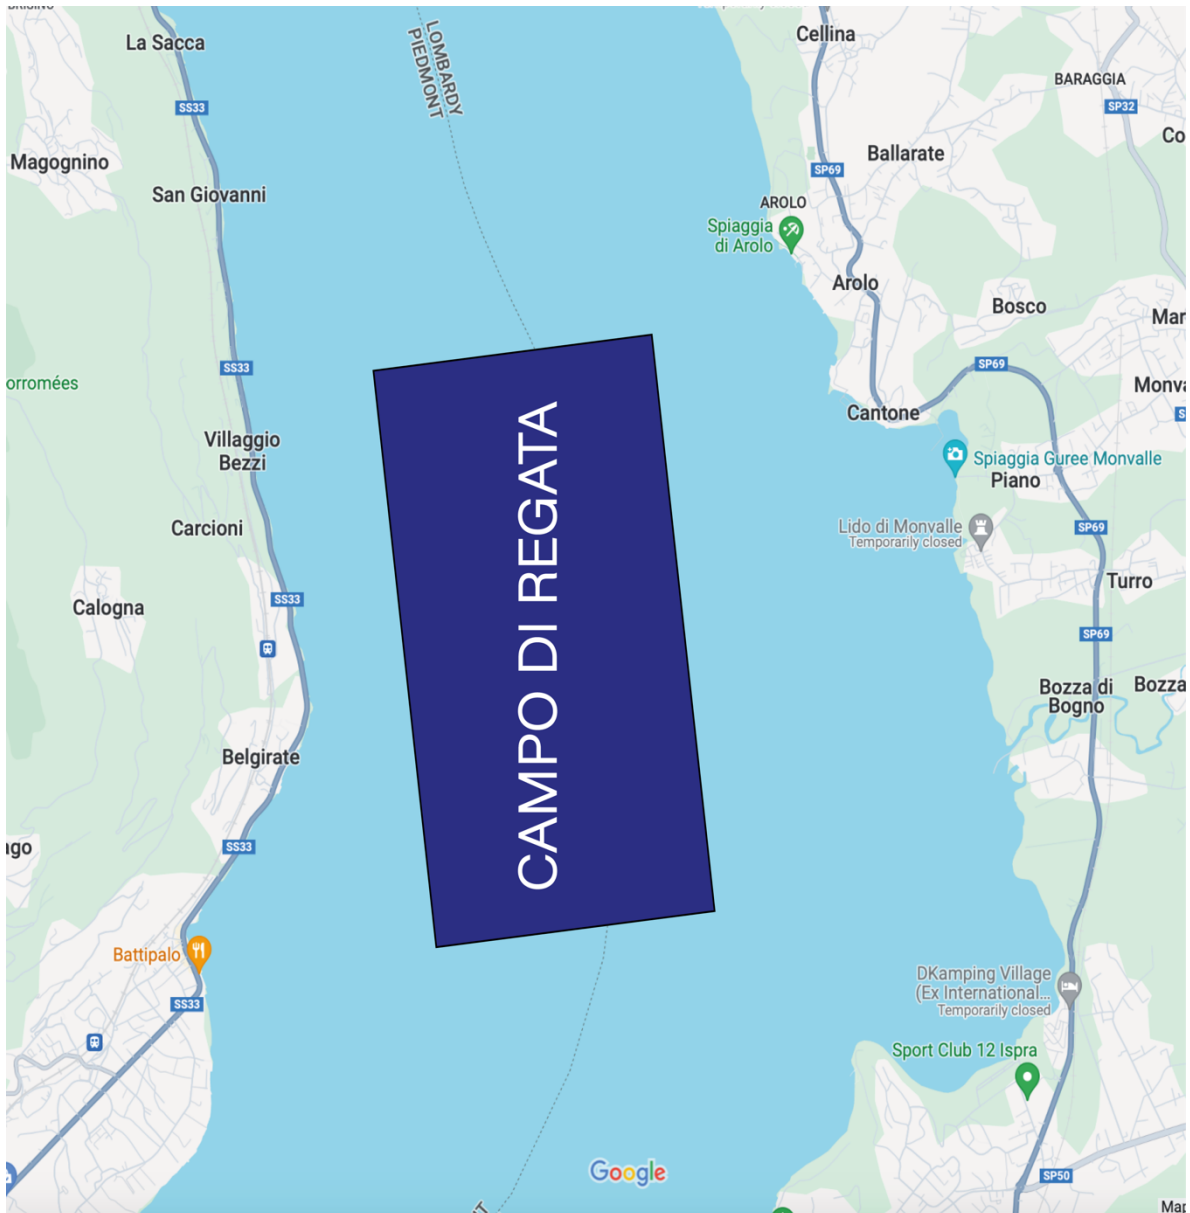 La Sacca
LOMBARDY
PIEDMONT
Cellina
BARAGGIA
SS33
SP32
Magognino
Ballarate
SP69
San Giovanni
AROLO
Spiaggia
di Arolo
Arolo
Bosco
SS33
SP69
orromées
Cantone
Villaggio
Bezzi
CAMPO DI REGATA
Spiaggia Guree Monvalle
Piano
Carcioni
Lido di Monvalle
Temporarily closed
SP69
Turro
SS33
Calogna
SP69
Bozza di
Bogno
Bozza
Belgirate
SS33
Battipalo
DKamping Village
(Ex International...
Temporarily closed
SS33
Sport Club 12 Ispra
Google
SP50